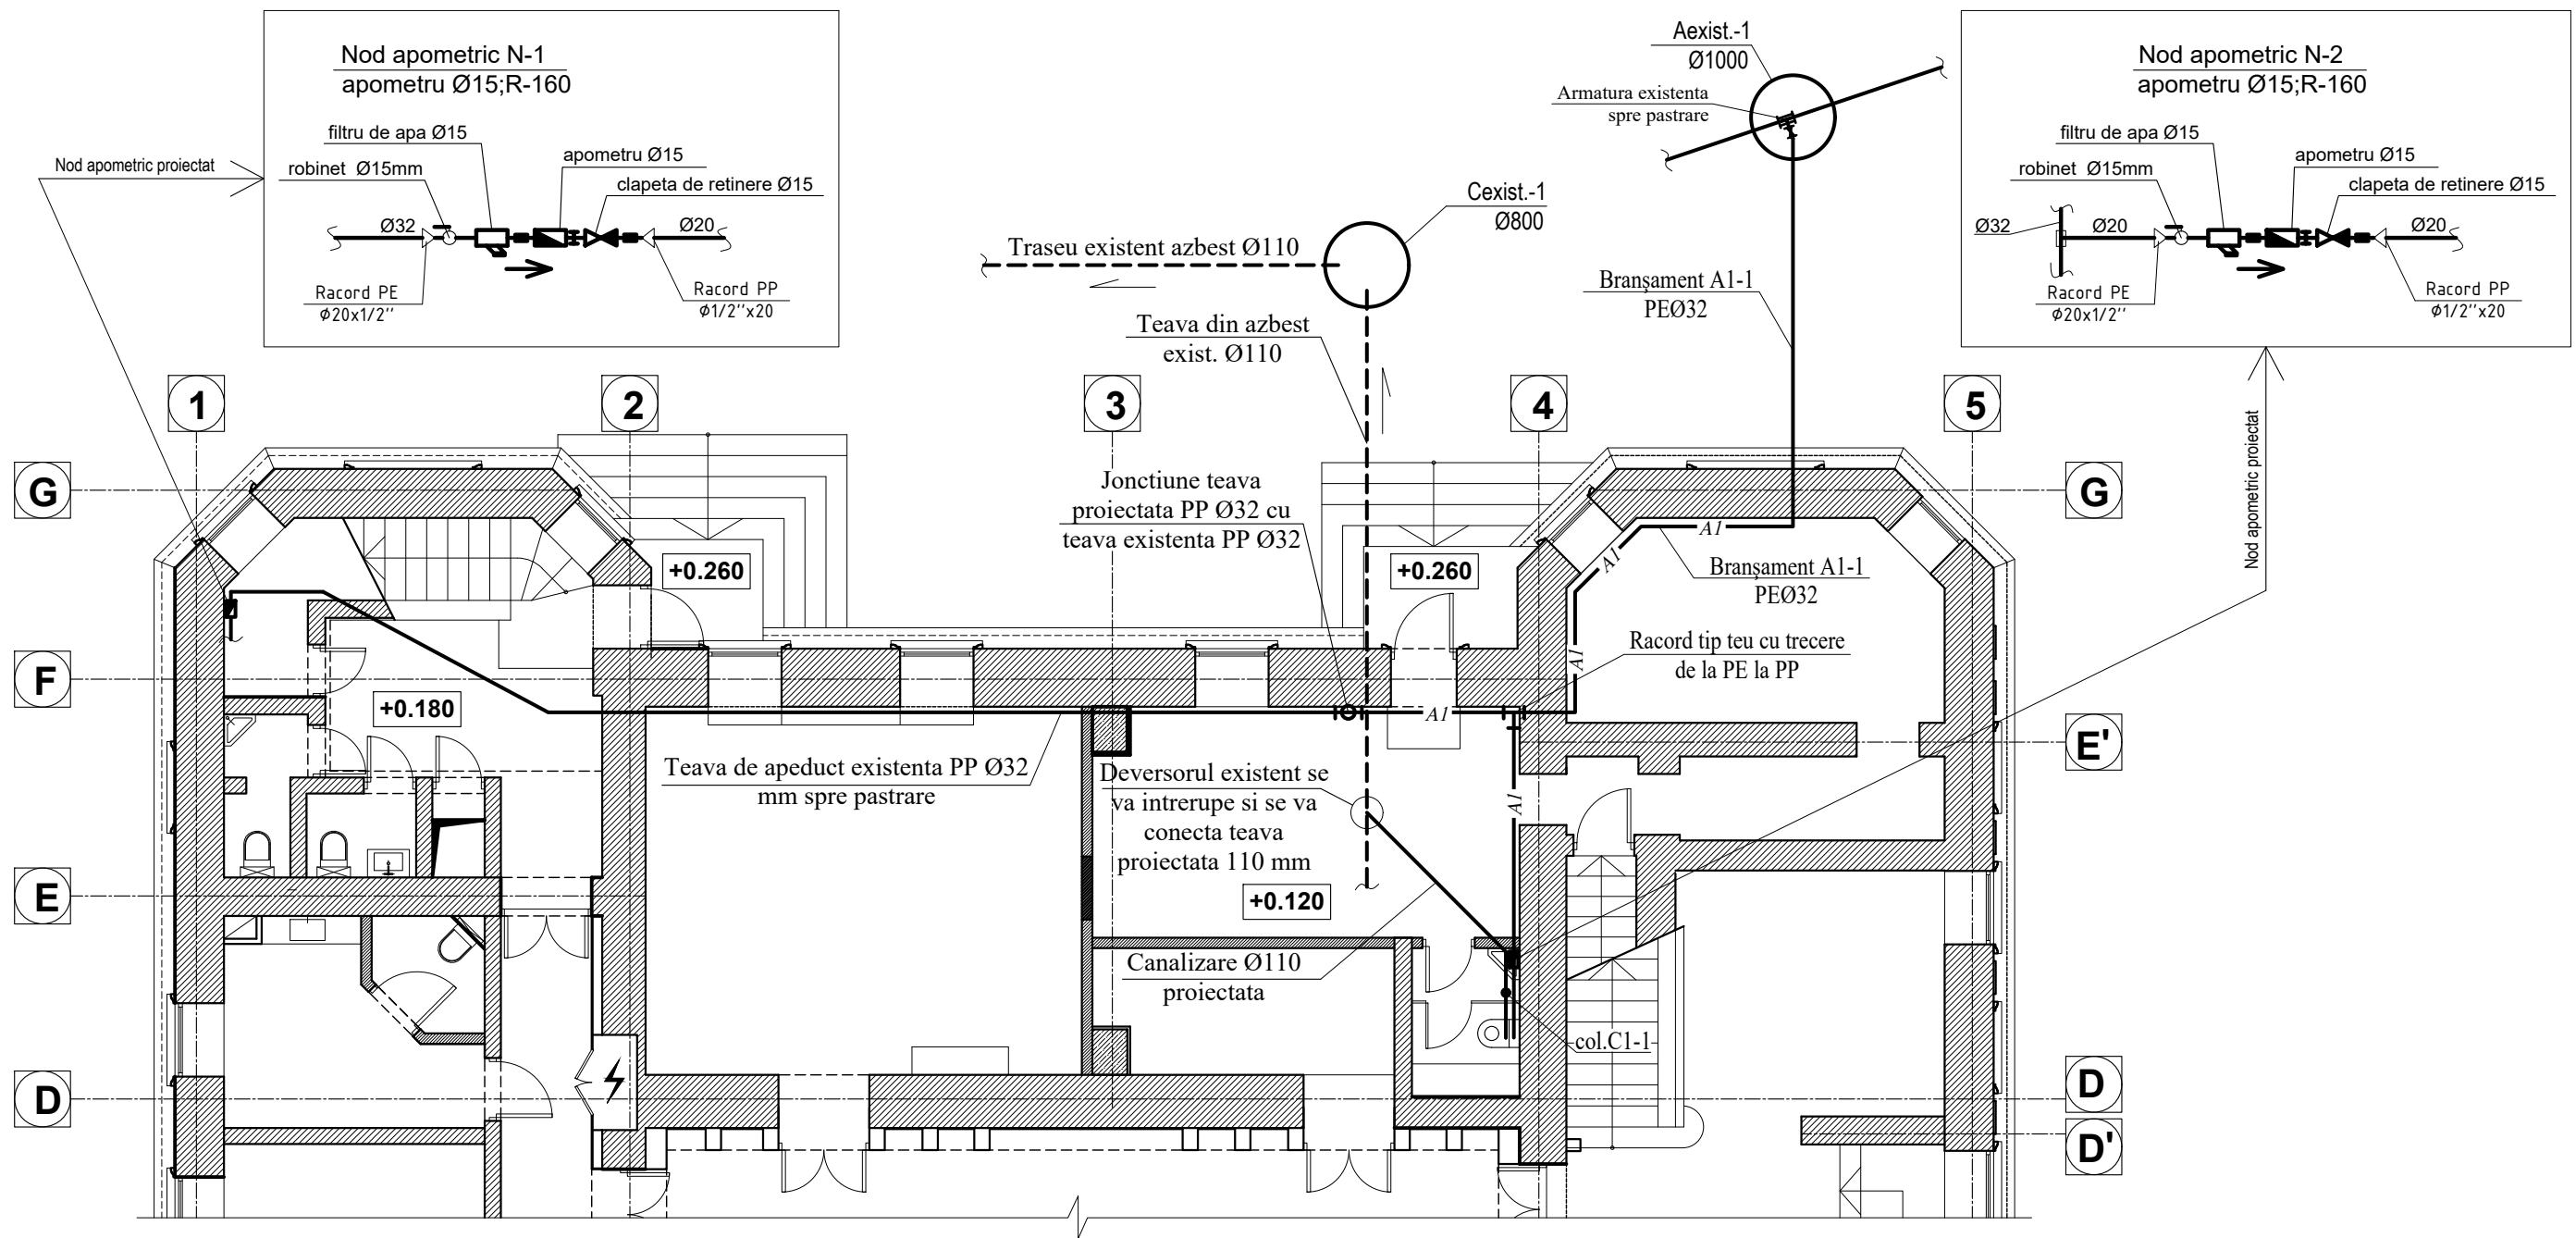 Nod apometric N-1
apometru Ø15;R-160
filtru de apa Ø15
robinet Ø15mm
apometru Ø15
clapeta de retinere Ø15
Ø32
Ø20
Racord PE
Ø20x1/2''
Racord PP
Ø1/2''x20
Nod apometric proiectat
Aexist.-1
Ø1000
Armatura existenta
spre pastrare
Cexist.-1
Ø800
Traseu existent azbest Ø110
Teava din azbest
exist. Ø110
Branșament A1-1
PEØ32
Nod apometric N-2
apometru Ø15;R-160
filtru de apa Ø15
robinet Ø15mm
apometru Ø15
clapeta de retinere Ø15
Ø32
Ø20
Ø20
Racord PE
Ø20x1/2''
Racord PP
Ø1/2''x20
Nod apometric proiectat
1
2
3
4
5
G
G
Jonctiune teava
proiectata PP Ø32 cu
teava existenta PP Ø32
A1
A1
+0.260
+0.260
Branșament A1-1
PEØ32
Racord tip teu cu trecere
de la PE la PP
A1
F
+0.180
A1
E'
Teava de apeduct existenta PP Ø32
mm spre pastrare
Deversorul existent se
va intrerupe si se va
conecta teava
proiectata 110 mm
A1
E
+0.120
Canalizare Ø110
proiectata
col.C1-1
D
D
D'